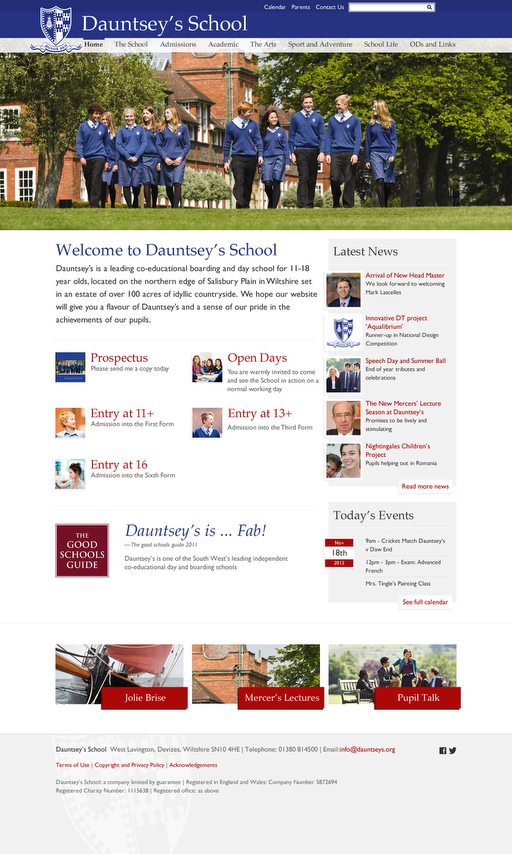 Calendar Parents Contact Us
Dauntsey's School
Home The School Admissions Academic The Arts Sport and Adventure School Life ODs and Links
Welcome to Dauntsey's School
Dauntsey's is a leading co-educational boarding and day school for 11-18
year olds, located on the northern edge of Salisbury Plain in Wiltshire set
in an estate of over 100 acres of idyllic countryside. We hope our website
will give you a flavour of Dauntsey's and a sense of our pride in the
achievements of our pupils.
Prospectus
Please send me a copy today
Open Days
You are warmly invited to come
and see the School in action on a
normal working day
Entry at 11+
Admission into the First Form
Entry at 13+
Admission into the Third Form
Entry at 16
Admission into the Sixth Form
THE
GOOD
SCHOOLS
GUIDE
Dauntsey's is ... Fab!
— The good schools guide 2011
Dauntsey's is one of the South West's leading independent
co-educational day and boarding schools
Latest News
Arrival of New Head Master
We look forward to welcoming
Mark Lascelles
Innovative DT project
'Aqualibrium'
Runner-up in National Design
Competition
Speech Day and Summer Ball
End of year tributes and
celebrations
The New Mercers' Lecture
Season at Dauntsey's
Promises to be lively and
stimulating
Nightingales Children's
Project
Pupils helping out in Romania
Read more news
Today's Events
Nov
18th
2012
9am - Cricket Match Dauntsey's
v Daw End
12pm - 3pm - Exam: Advanced
French
Mrs. Tingle's Painting Class
See full calendar
Jolie Brise
Mercer's Lectures
Pupil Talk
Dauntsey's School West Lavington, Devizes, Wiltshire SN10 4HE | Telephone: 01380 814500 | Email:info@dauntseys.org
Terms of Use | Copyright and Privacy Policy | Acknowledgements
Dauntsey's School: a company limited by guarantee | Registered in England and Wales: Company Number 5872694
Registered Charity Number: 1115638 | Registered office: as above